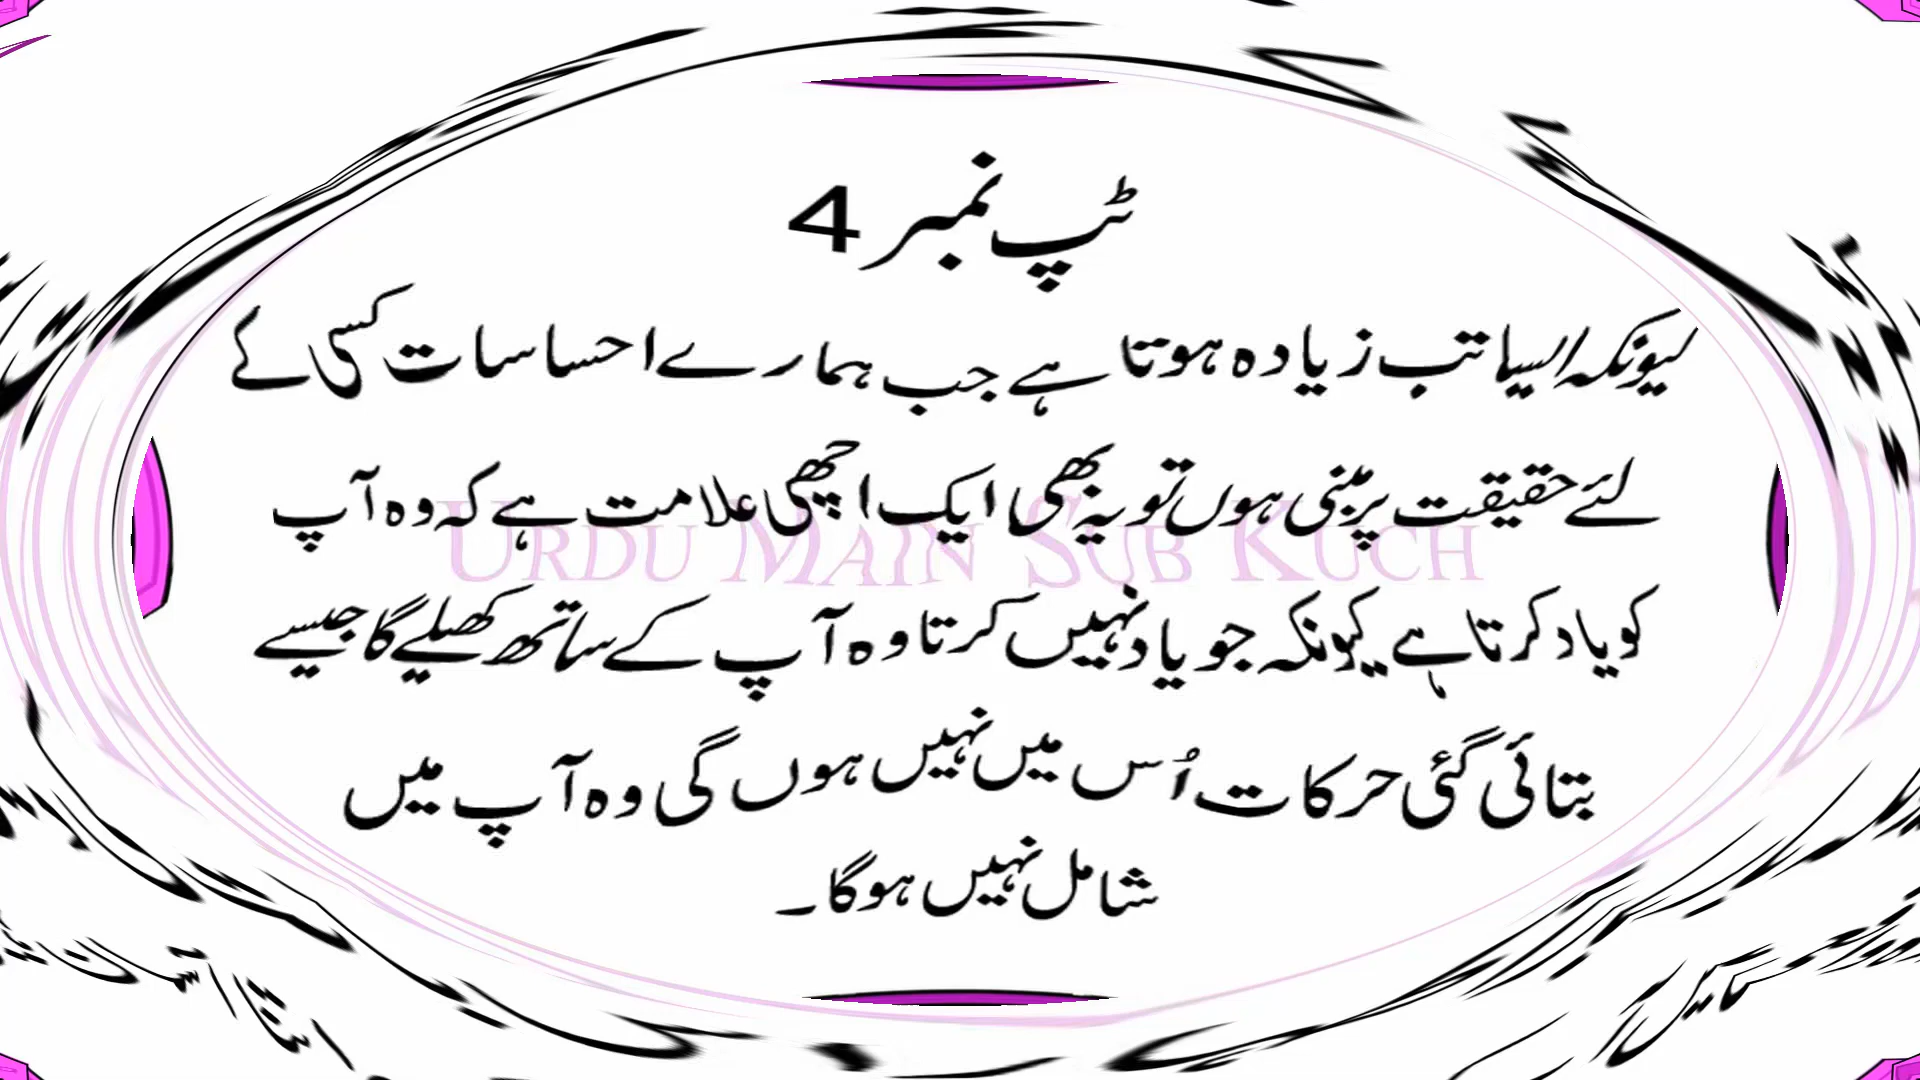 ٹپ نمبر 4
کیونکہ ایسا تب زیادہ ہوتا ہے جب ہمارے احساسات کسی کے
لئے حقیقت پر مبنی ہوں تو یہ بھی ایک اچھی علامت ہے کہ وہ آپ
URDU MAIN SUB KUCH
کو یاد کرتا ہے کیونکہ جو یاد نہیں کرتا وہ آپ کے ساتھ کھیلے گا جیسے
بتائی گئی حرکات اُس میں نہیں ہوں گی وہ آپ میں
شامل نہیں ہوگا۔